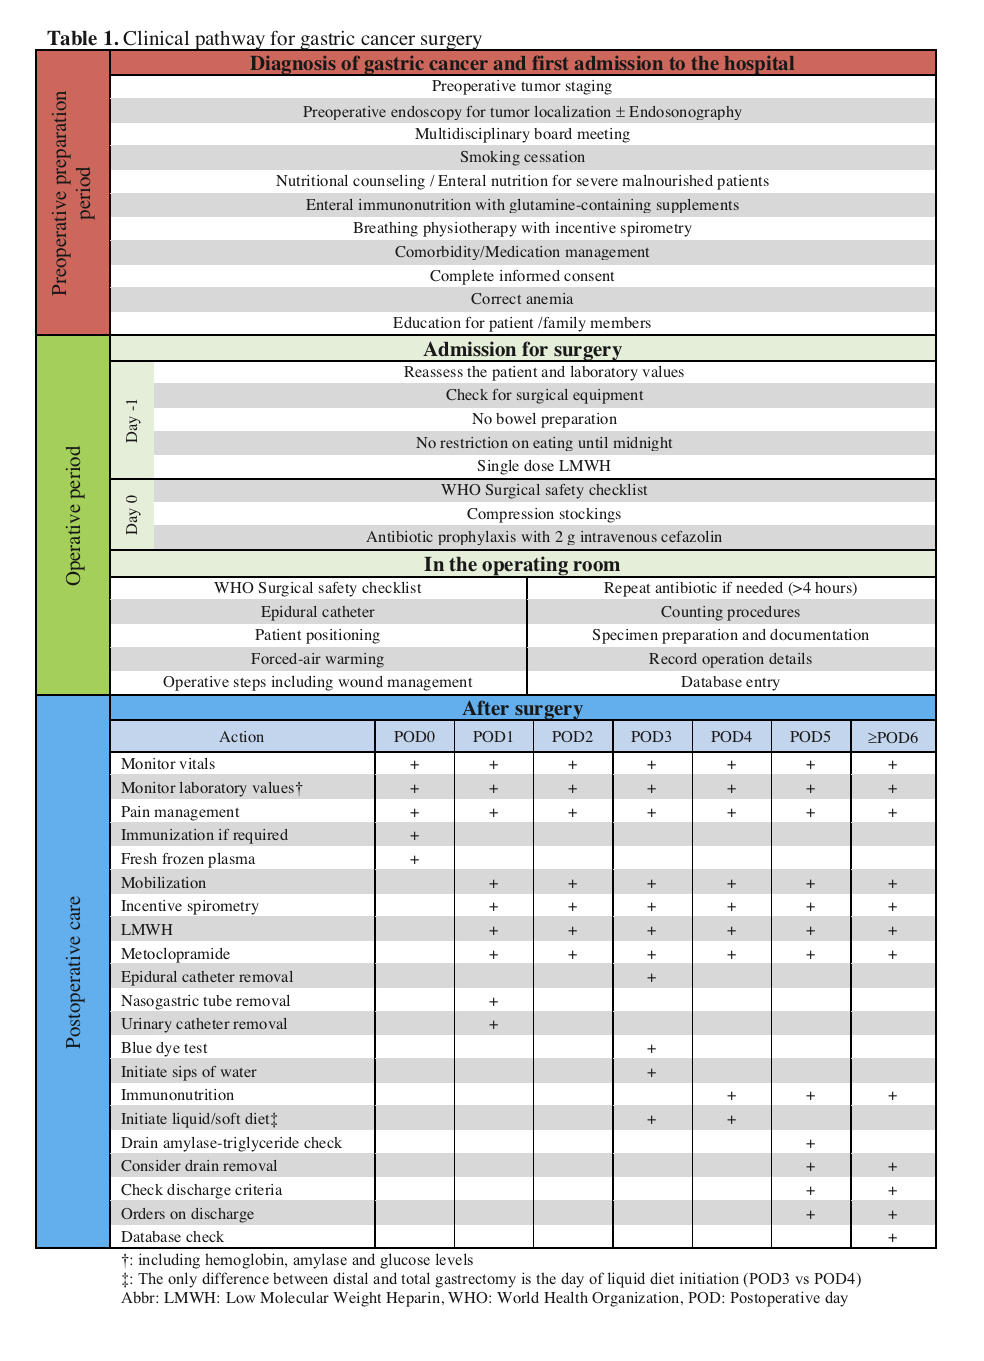 Table 1. Clinical pathway for gastric cancer surgery
Preoperative preparation
period
Diagnosis of gastric cancer and first admission to the hospital
Preoperative tumor staging
Preoperative endoscopy for tumor localization ± Endosonography
Multidisciplinary board meeting
Smoking cessation
Nutritional counseling / Enteral nutrition for severe malnourished patients
Enteral immunonutrition with glutamine-containing supplements
Breathing physiotherapy with incentive spirometry
Comorbidity/Medication management
Complete informed consent
Correct anemia
Education for patient /family members
Operative period
Admission for surgery
Day -1
Reassess the patient and laboratory values
Check for surgical equipment
No bowel preparation
No restriction on eating until midnight
Single dose LMWH
Day 0
WHO Surgical safety checklist
Compression stockings
Antibiotic prophylaxis with 2 g intravenous cefazolin
In the operating room
WHO Surgical safety checklist Repeat antibiotic if needed (>4 hours)
Epidural catheter Counting procedures
Patient positioning Specimen preparation and documentation
Forced-air warming Record operation details
Operative steps including wound management Database entry
Postoperative care
After surgery
Action POD0 POD1 POD2 POD3 POD4 POD5 ≥POD6
Monitor vitals + + + + + + +
Monitor laboratory values† + + + + + + +
Pain management + + + + + + +
Immunization if required +
Fresh frozen plasma +
Mobilization + + + + + +
Incentive spirometry + + + + + +
LMWH + + + + + +
Metoclopramide + + + + + +
Epidural catheter removal +
Nasogastric tube removal +
Urinary catheter removal +
Blue dye test +
Initiate sips of water +
Immunonutrition + + +
Initiate liquid/soft diet‡ + +
Drain amylase-triglyceride check +
Consider drain removal + +
Check discharge criteria + +
Orders on discharge + +
Database check +
†: including hemoglobin, amylase and glucose levels
‡: The only difference between distal and total gastrectomy is the day of liquid diet initiation (POD3 vs POD4)
Abbr: LMWH: Low Molecular Weight Heparin, WHO: World Health Organization, POD: Postoperative day